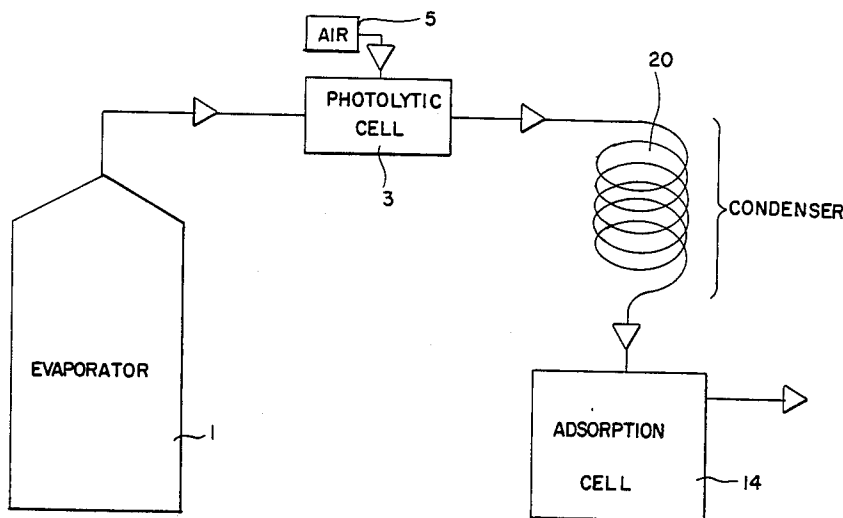 5
AIR
20
PHOTOLYTIC
CELL
3
CONDENSER
EVAPORATOR
1
ADSORPTION
CELL
14